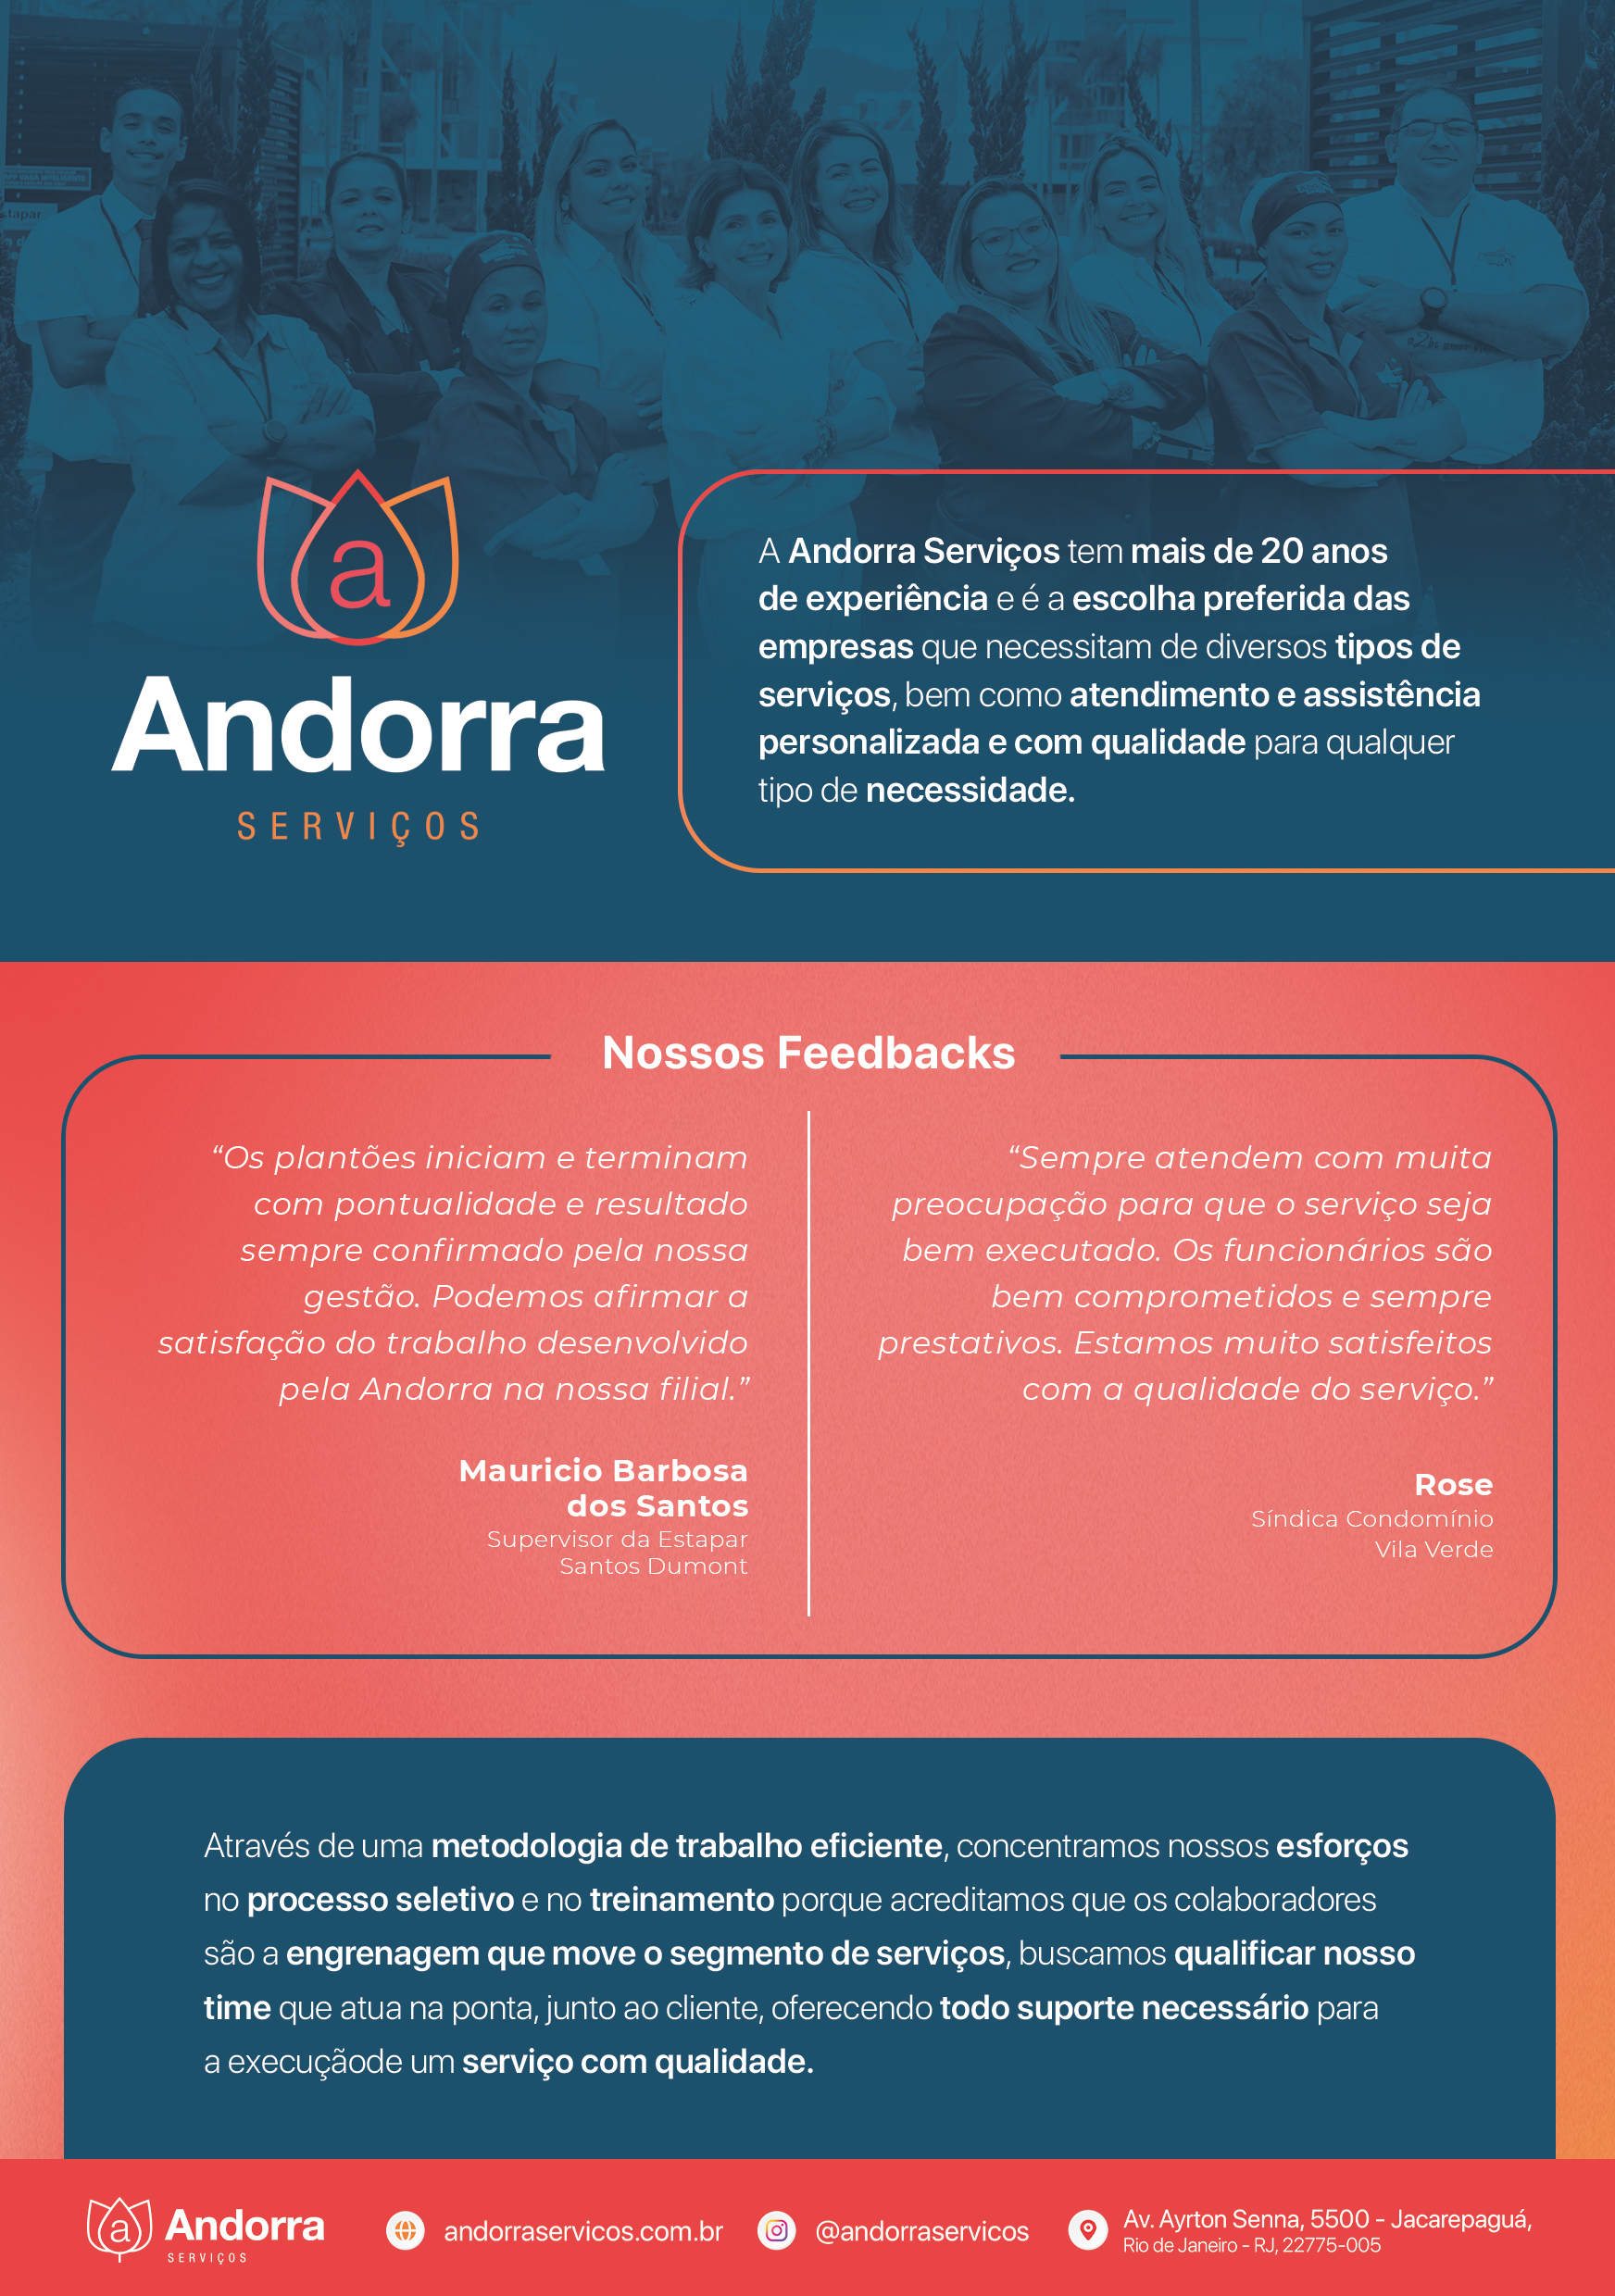 tapar
a
Andorra
SERVIÇOS
A Andorra Serviços tem mais de 20 anos
de experiência e é a escolha preferida das
empresas que necessitam de diversos tipos de
serviços, bem como atendimento e assistência
personalizada e com qualidade para qualquer
tipo de necessidade.
Nossos Feedbacks
“Os plantões iniciam e terminam
com pontualidade e resultado
sempre confirmado pela nossa
gestão. Podemos afirmar a
satisfação do trabalho desenvolvido
pela Andorra na nossa filial.”
Mauricio Barbosa
dos Santos
Supervisor da Estapar
Santos Dumont
“Sempre atendem com muita
preocupação para que o serviço seja
bem executado. Os funcionários são
bem comprometidos e sempre
prestativos. Estamos muito satisfeitos
com a qualidade do serviço.”
Rose
Síndica Condomínio
Vila Verde
Através de uma metodologia de trabalho eficiente, concentramos nossos esforços
no processo seletivo e no treinamento porque acreditamos que os colaboradores
são a engrenagem que move o segmento de serviços, buscamos qualificar nosso
time que atua na ponta, junto ao cliente, oferecendo todo suporte necessário para
a execuçãode um serviço com qualidade.
a
Andorra
SERVIÇOS
andorraservicos.com.br
@andorraservicos
Av. Ayrton Senna, 5500 - Jacarepaguá,
Rio de Janeiro - RJ, 22775-005